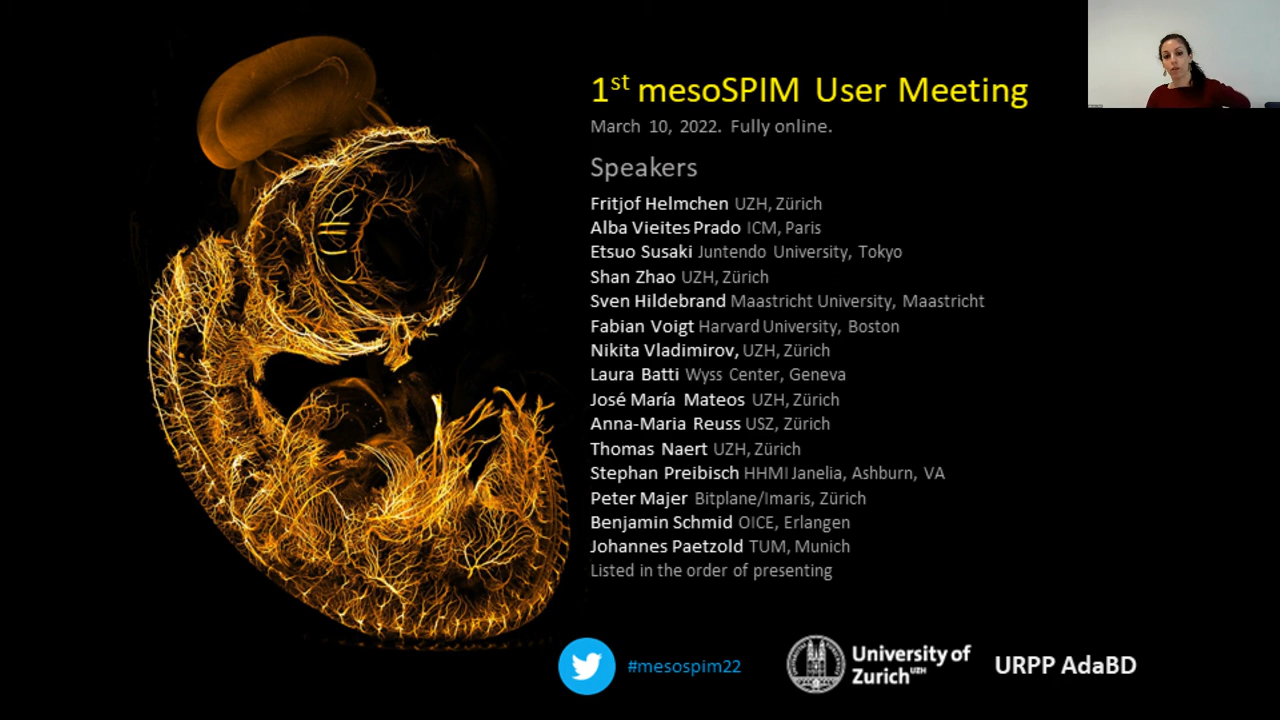 1st mesoSPIM User Meeting
March 10, 2022. Fully online.
Speakers
Fritjof Helmchen UZH, Zürich
Alba Vieites Prado ICM, Paris
Etsuo Susaki Juntendo University, Tokyo
Shan Zhao UZH, Zürich
Sven Hildebrand Maastricht University, Maastricht
Fabian Voigt Harvard University, Boston
Nikita Vladimirov, UZH, Zürich
Laura Batti Wyss Center, Geneva
José María Mateos UZH, Zürich
Anna-Maria Reuss USZ, Zürich
Thomas Naert UZH, Zürich
Stephan Preibisch HHMI Janelia, Ashburn, VA
Peter Majer Bitplane/Imaris, Zürich
Benjamin Schmid OICE, Erlangen
Johannes Paetzold TUM, Munich
Listed in the order of presenting
#mesospim22
University of
Zurich UZH
URPP AdaBD